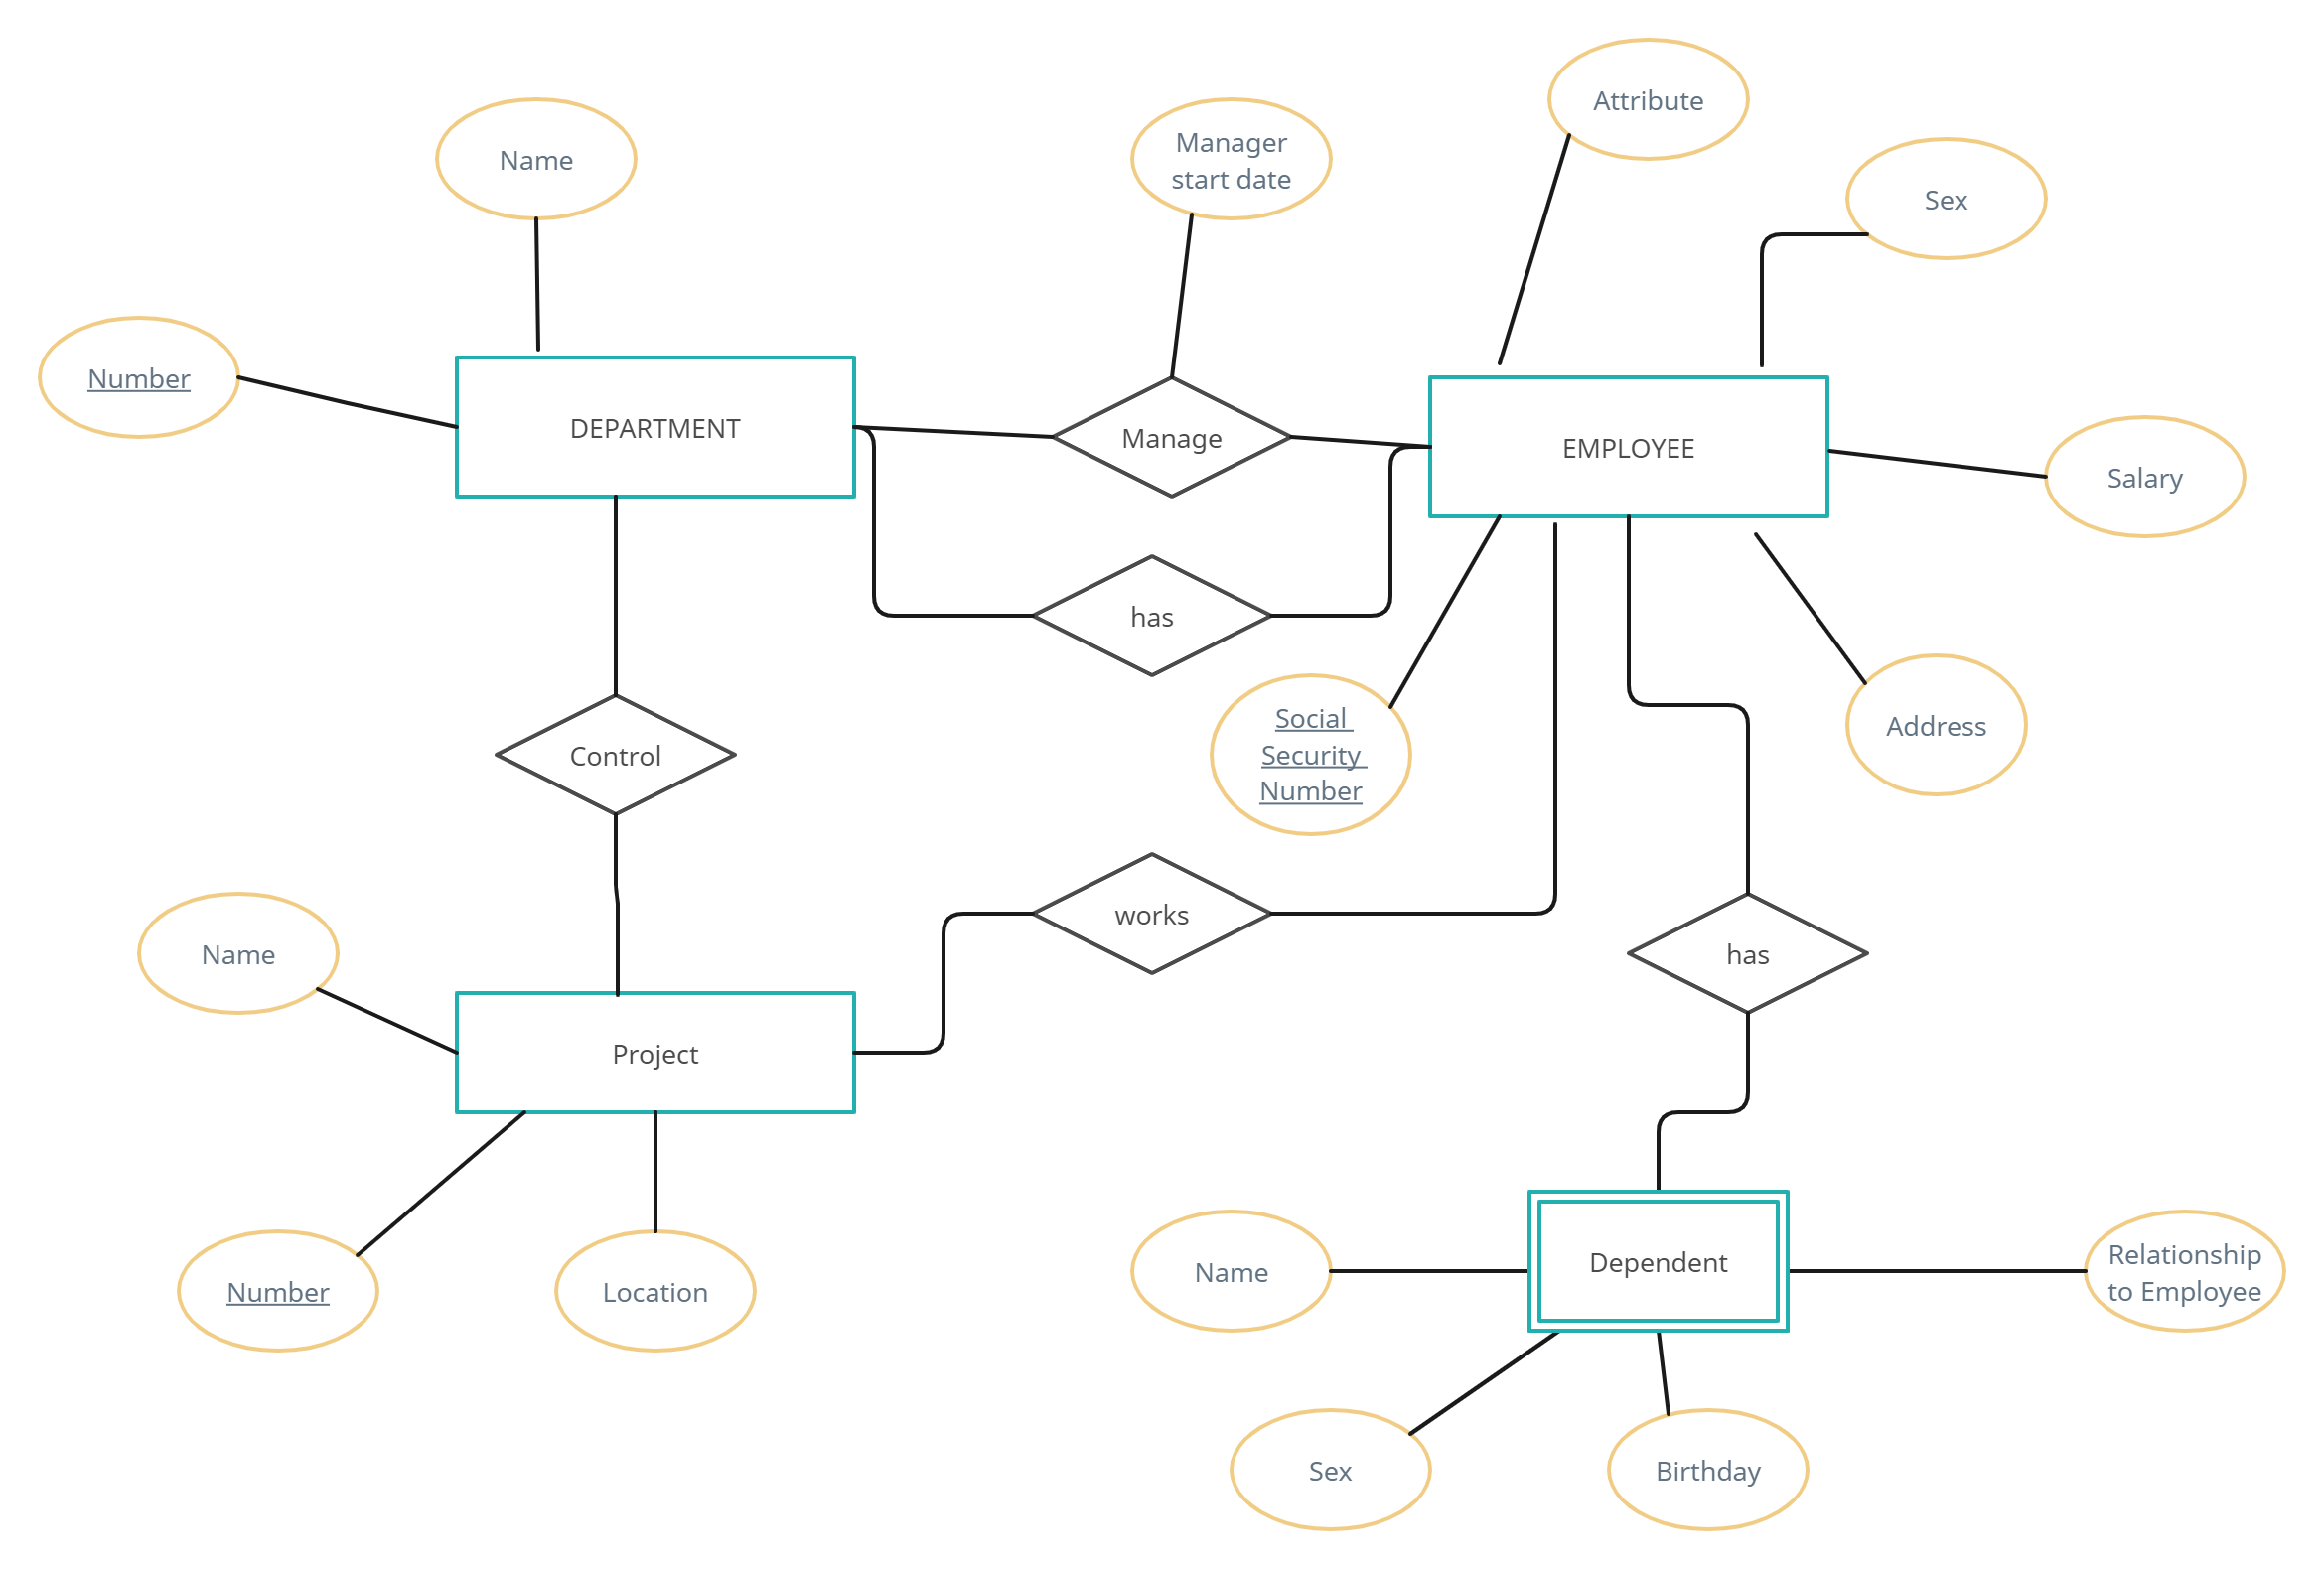 Attribute
Name
Manager
start date
Sex
Number
DEPARTMENT
Manage
EMPLOYEE
Salary
has
Social
Security
Number
Address
Control
works
Name
has
Project
Number
Location
Name
Dependent
Relationship
to Employee
Sex
Birthday